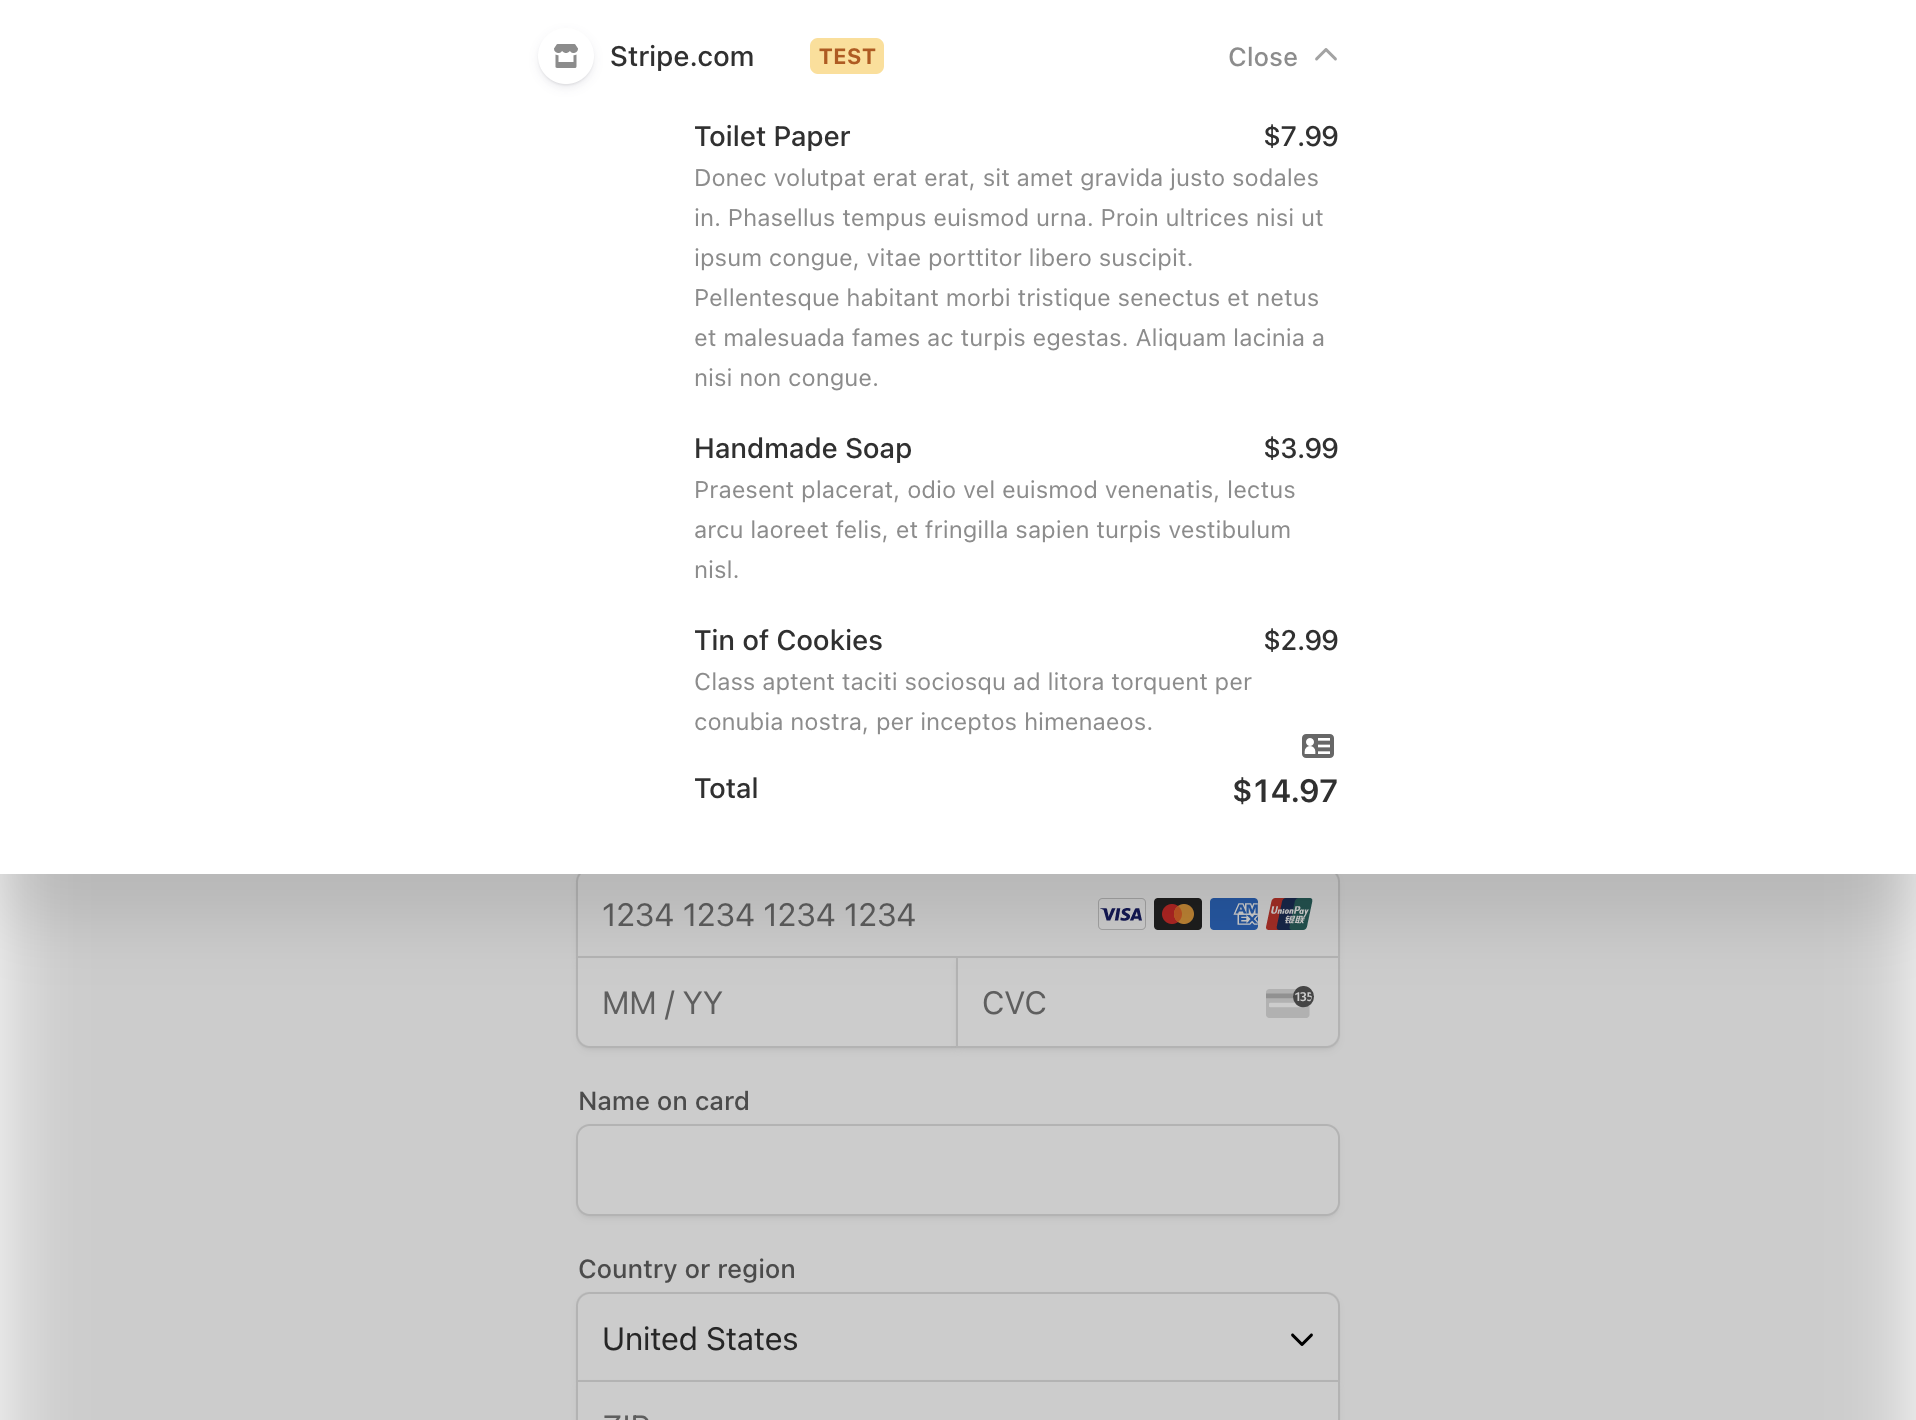 Stripe.com TEST Close
Toilet Paper $7.99
Donec volutpat erat erat, sit amet gravida justo sodales
in. Phasellus tempus euismod urna. Proin ultrices nisi ut
ipsum congue, vitae porttitor libero suscipit.
Pellentesque habitant morbi tristique senectus et netus
et malesuada fames ac turpis egestas. Aliquam lacinia a
nisi non congue.
Handmade Soap $3.99
Praesent placerat, odio vel euismod venenatis, lectus
arcu laoreet felis, et fringilla sapien turpis vestibulum
nisl.
Tin of Cookies $2.99
Class aptent taciti sociosqu ad litora torquent per
conubia nostra, per inceptos himenaeos.
Total $14.97
1234 1234 1234 1234 VISA AMEX UnionPay 银联
MM / YY CVC 135
Name on card
Country or region
United States
ZIP